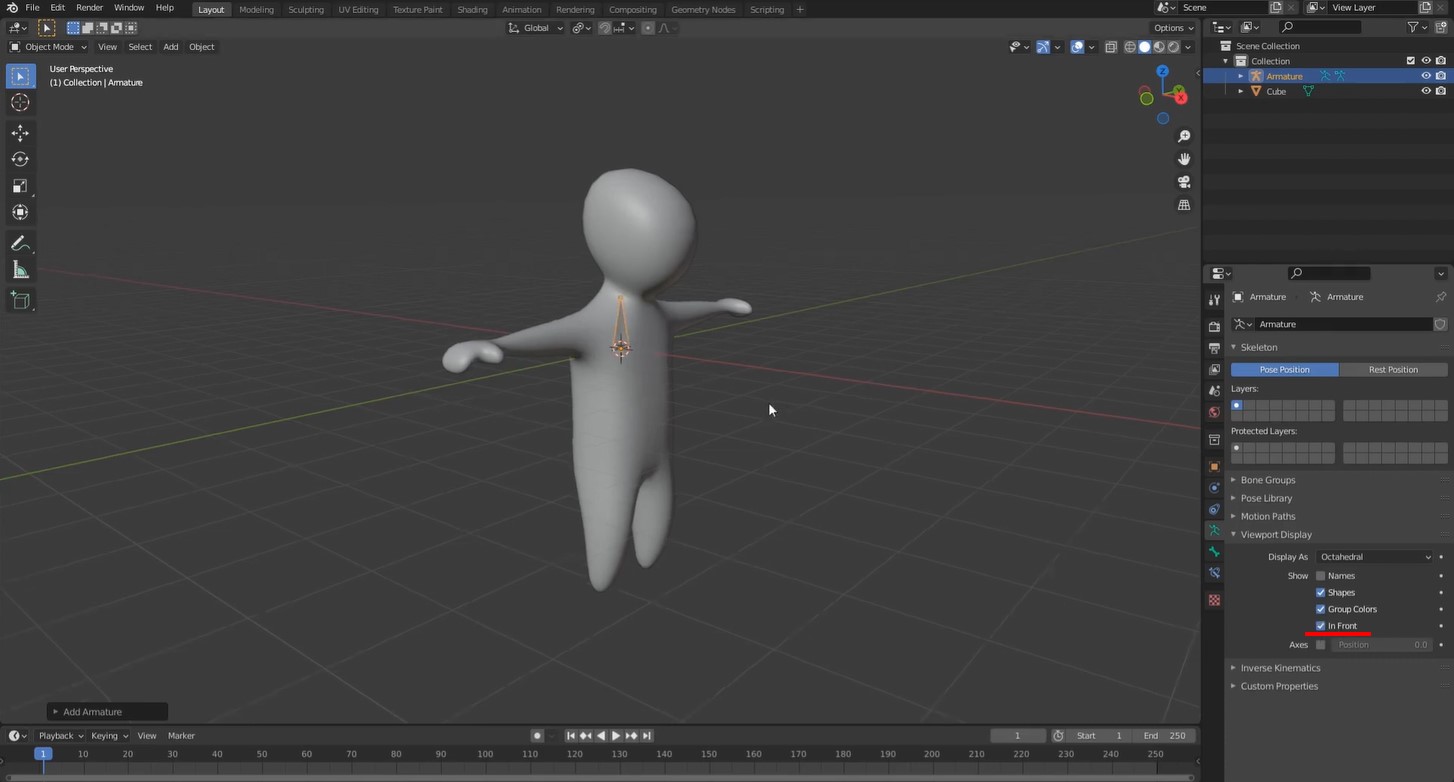 File Edit Render Window Help Layout Modeling Sculpting UV Editing Texture Paint Shading Animation Rendering Compositing Geometry Nodes Scripting + Scene View Layer
Global Options
Object Mode View Select Add Object
User Perspective
(1) Collection | Armature
Z
Y
X
Scene Collection
Collection
Armature
Cube
Armature Armature
Armature
Skeleton
Pose Position Rest Position
Layers:
Protected Layers:
Bone Groups
Pose Library
Motion Paths
Viewport Display
Display As Octahedral
Show Names
Shapes
Group Colors
In Front
Axes Position 0.0
Inverse Kinematics
Custom Properties
Add Armature
Playback Keying View Marker 1 Start 1 End 250
1 10 20 30 40 50 60 70 80 90 100 110 120 130 140 150 160 170 180 190 200 210 220 230 240 250